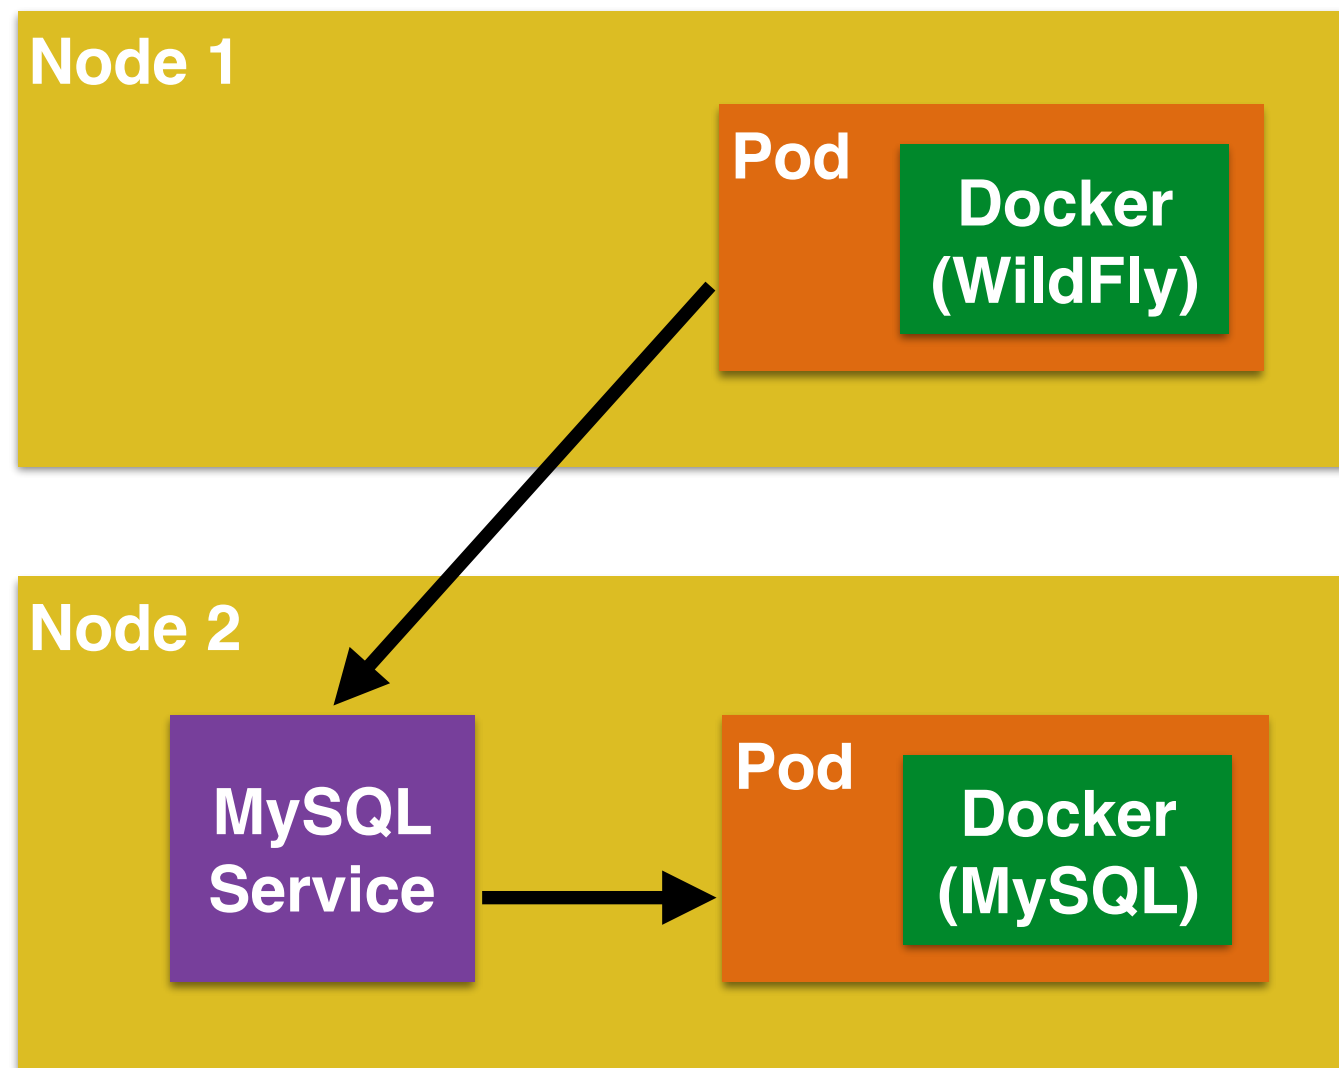 Node 1
Pod
Docker
(WildFly)
Node 2
MySQL
Service
Pod
Docker
(MySQL)